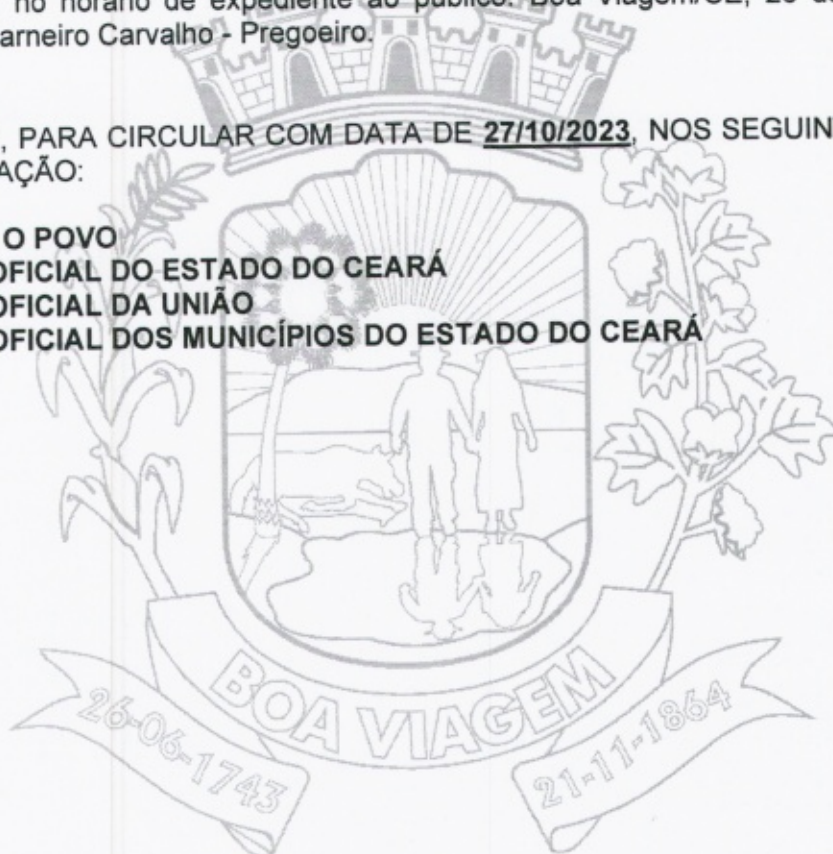 no horário de expediente ao público. Boa Viagem/CE, 26 de
arneiro Carvalho - Pregoeiro.
, PARA CIRCULAR COM DATA DE 27/10/2023, NOS SEGUIN
AÇÃO:
O POVO
OFICIAL DO ESTADO DO CEARÁ
OFICIAL DA UNIÃO
OFICIAL DOS MUNICÍPIOS DO ESTADO DO CEARÁ
BOA VIAGEM
26-06-1743
21-11-1864